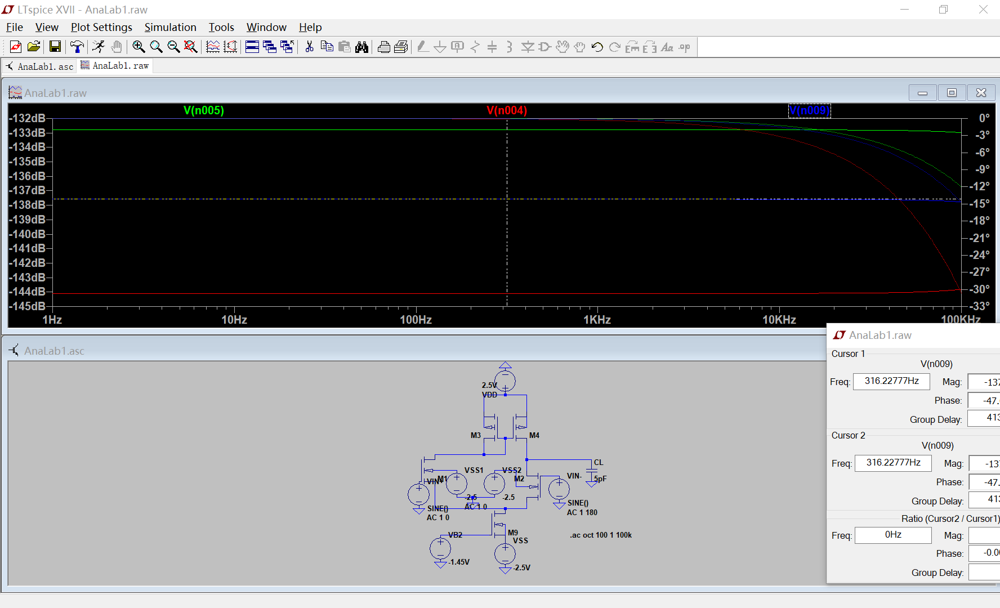 LTspice XVII - AnaLab1.raw
File View Plot Settings Simulation Tools Window Help
AnaLab1.asc AnaLab1.raw
AnaLab1.raw
V(n005) V(n004) V(n009)
-132dB 0°
-133dB -3°
-134dB -6°
-135dB -9°
-136dB -12°
-137dB -15°
-138dB -18°
-139dB -21°
-140dB -24°
-141dB -27°
-142dB -30°
-143dB -33°
-144dB
-145dB
1Hz 10Hz 100Hz 1KHz 10KHz 100KHz
AnaLab1.asc
2.5V
VDD
M3 M4
CL
5pF
VSS1 VSS2
M1 M2
VIN+ VIN-
-2.5 -2.5
AC 1 0
SINE()
AC 1 0
SINE()
AC 1 180
VB2
M9
VSS
-1.45V
-2.5V
.ac oct 100 1 100k
AnaLab1.raw
Cursor 1
V(n009)
Freq: 316.22777Hz Mag: -137
Phase: -47.
Group Delay: 413
Cursor 2
V(n009)
Freq: 316.22777Hz Mag: -137
Phase: -47.
Group Delay: 413
Ratio (Cursor2 / Cursor1)
Freq: 0Hz Mag:
Phase: -0.00
Group Delay: